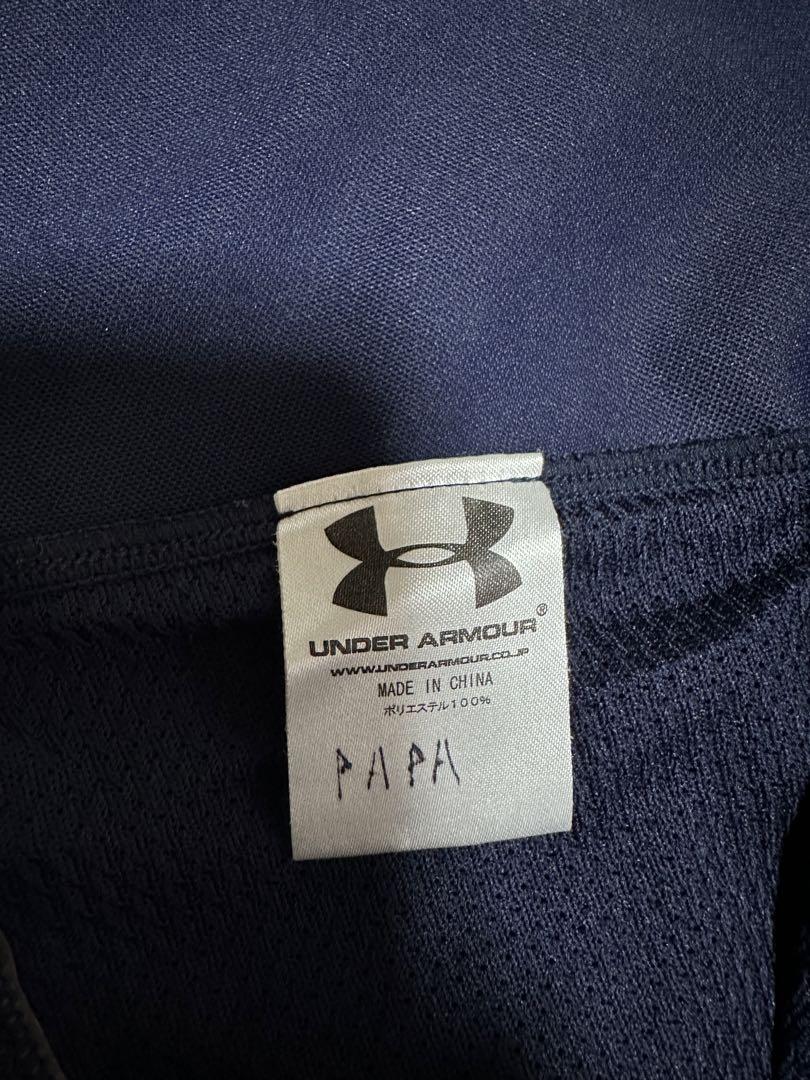 UNDER ARMOUR®
WWW.UNDERARMOUR.CO.JP
MADE IN CHINA
ポリエステル100%
PAPA